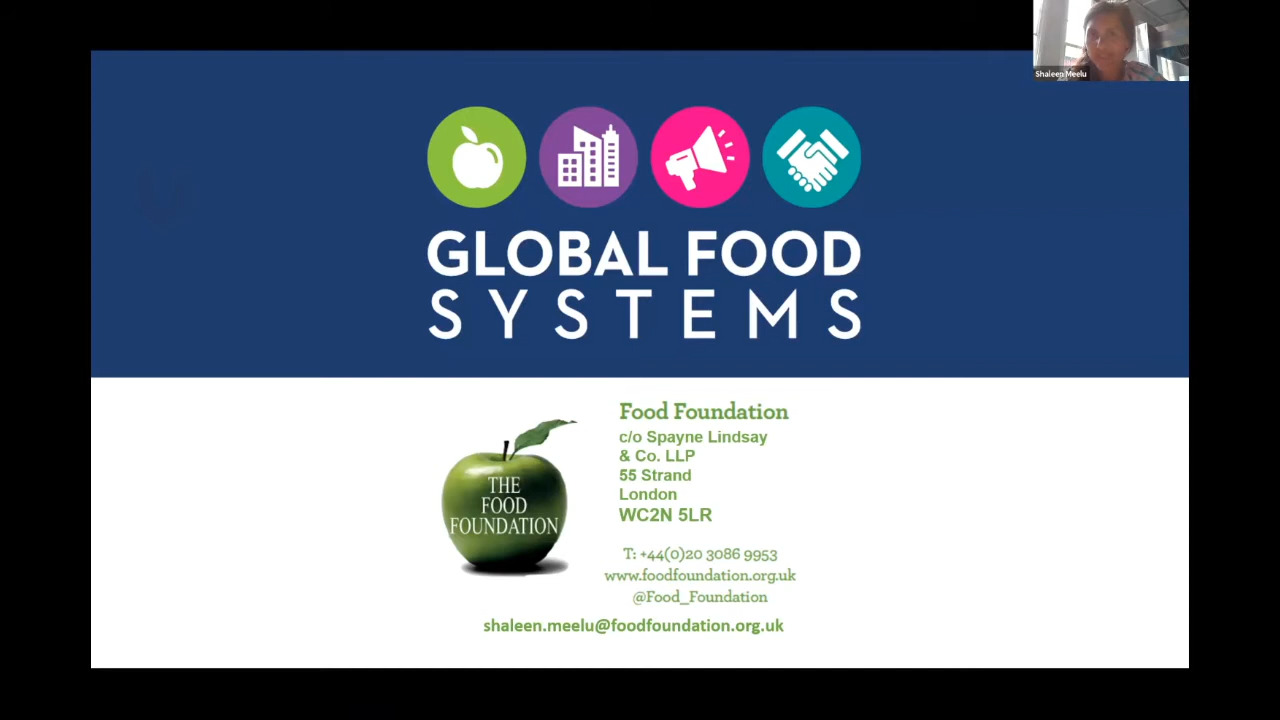 Shaleen Meelu
GLOBAL FOOD
SYSTEMS
THE
FOOD
FOUNDATION
Food Foundation
c/o Spayne Lindsay
& Co. LLP
55 Strand
London
WC2N 5LR
T: +44(0)20 3086 9953
www.foodfoundation.org.uk
@Food_Foundation
shaleen.meelu@foodfoundation.org.uk